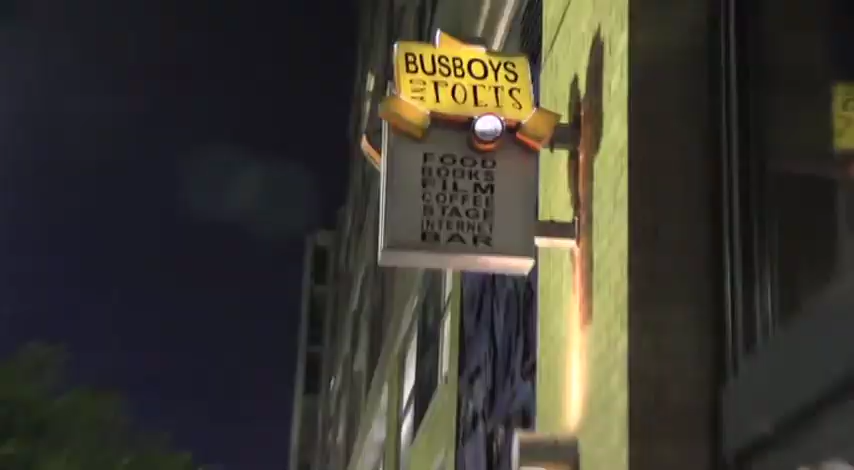 BUSBOYS
AND POETS
FOOD
BOOKS
FILM
COFFEE
STAGE
INTERNET
BAR